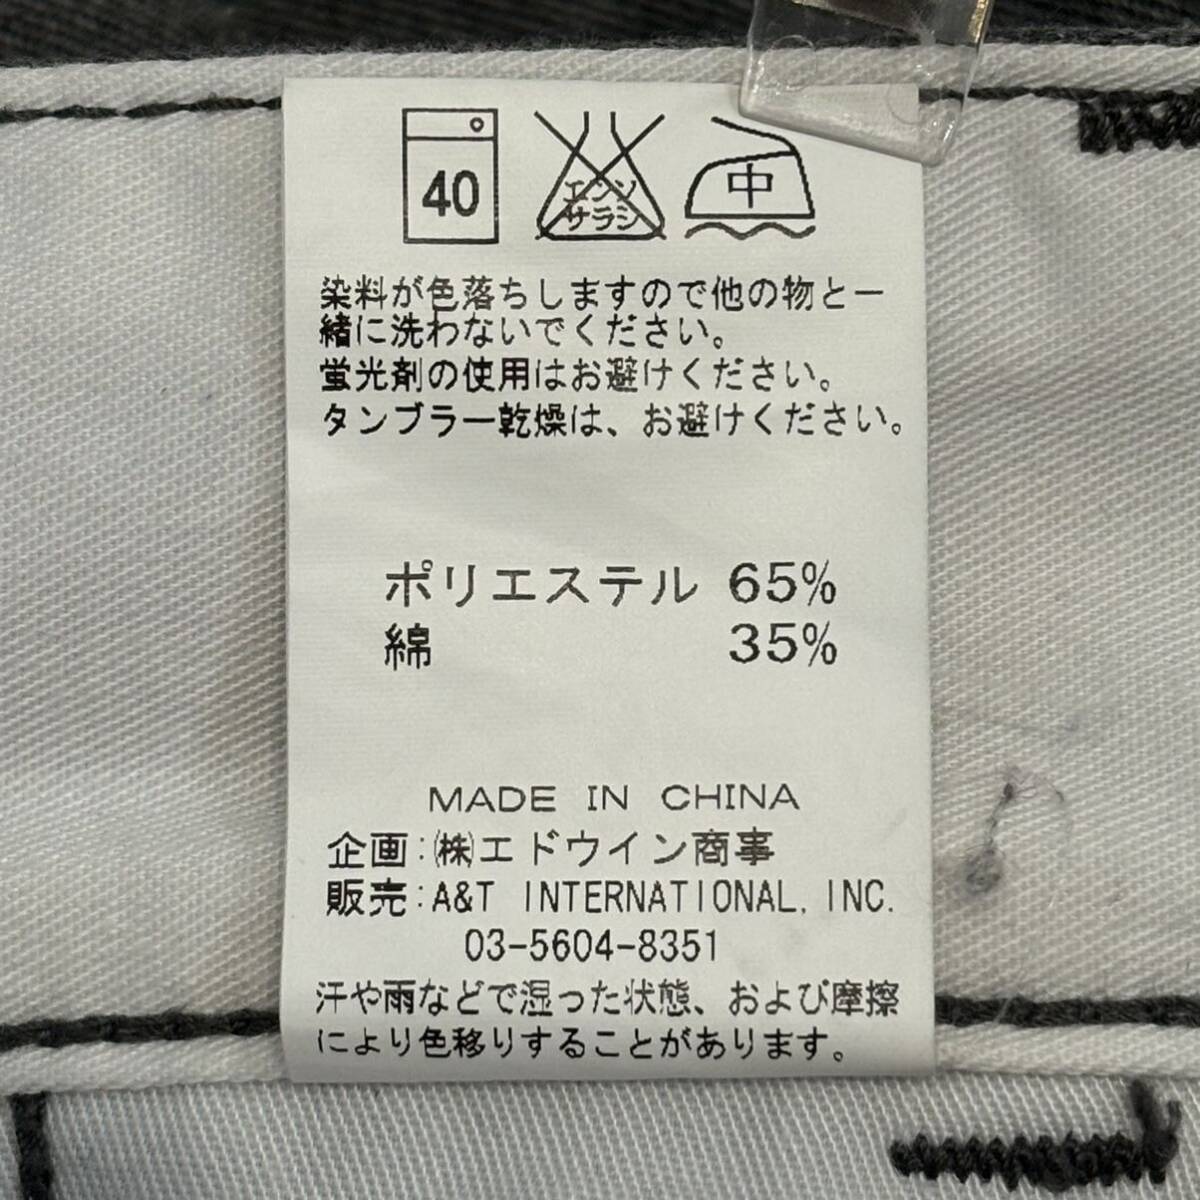 40
エンソ
サラシ
中
染料が色落ちしますので他の物と一
緒に洗わないでください。
蛍光剤の使用はお避けください。
タンブラー乾燥は、お避けください。
ポリエステル 65%
綿 35%
MADE IN CHINA
企画:㈱エドウイン商事
販売:A&T INTERNATIONAL, INC.
03-5604-8351
汗や雨などで湿った状態、および摩擦
により色移りすることがあります。